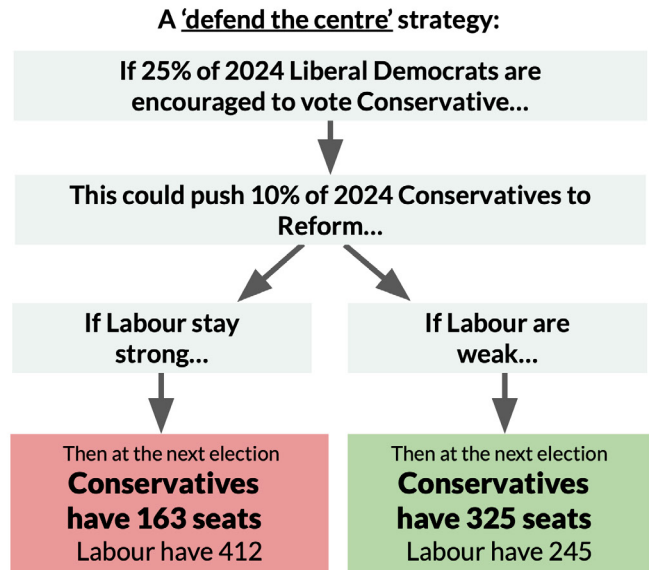 A ‘defend the centre’ strategy:
If 25% of 2024 Liberal Democrats are
encouraged to vote Conservative…
This could push 10% of 2024 Conservatives to
Reform…
If Labour stay
strong…
If Labour are
weak…
Then at the next election
Conservatives
have 163 seats
Labour have 412
Then at the next election
Conservatives
have 325 seats
Labour have 245